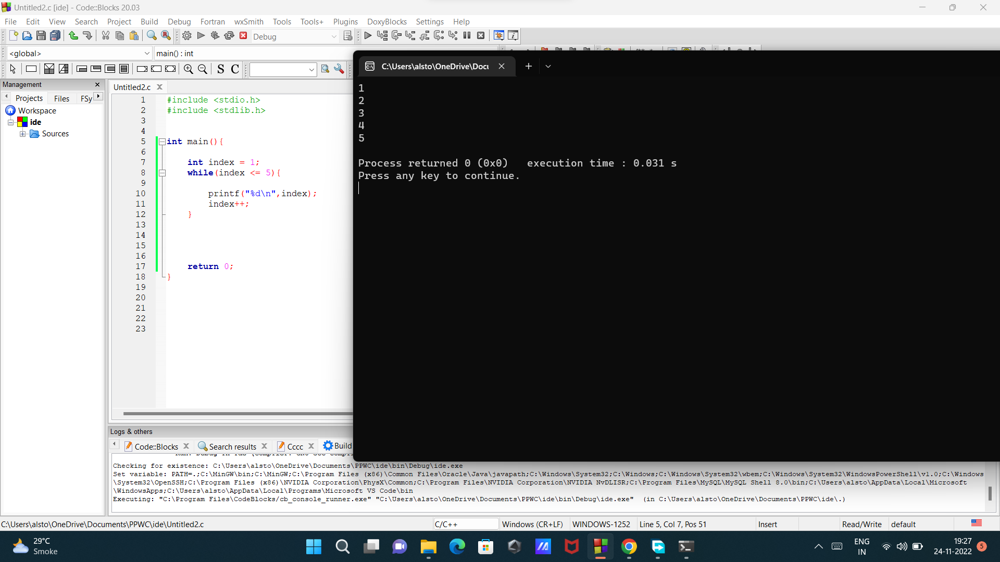 Untitled2.c [ide] - Code::Blocks 20.03
File Edit View Search Project Build Debug Fortran wxSmith Tools Tools+ Plugins DoxyBlocks Settings Help
Debug
<global> main() : int
S C
Management
Projects Files FSy
Workspace
ide
Sources
Untitled2.c
1 #include <stdio.h>
2 #include <stdlib.h>
3
4
5 int main(){
6
7 int index = 1;
8 while(index <= 5){
9
10 printf("%d\n",index);
11 index++;
12 }
13
14
15
16
17 return 0;
18 }
19
20
21
22
23
C:\Users\alsto\OneDrive\Docu
1
2
3
4
5
Process returned 0 (0x0)   execution time : 0.031 s
Press any key to continue.
Logs & others
Code::Blocks Search results Cccc Build
Checking for existence: C:\Users\alsto\OneDrive\Documents\PPWC\ide\bin\Debug\ide.exe
Set variable: PATH=.;C:\MinGW\bin;C:\MinGW;C:\Program Files (x86)\Common Files\Oracle\Java\javapath;C:\Windows\System32;C:\Windows;C:\Windows\System32\wbem;C:\Windows\System32\WindowsPowerShell\v1.0;C:\Windows
\System32\OpenSSH;C:\Program Files (x86)\NVIDIA Corporation\PhysX\Common;C:\Program Files\NVIDIA Corporation\NVIDIA NvDLISR;C:\Program Files\MySQL\MySQL Shell 8.0\bin;C:\Users\alsto\AppData\Local\Microsoft
\WindowsApps;C:\Users\alsto\AppData\Local\Programs\Microsoft VS Code\bin
Executing: "C:\Program Files\CodeBlocks/cb_console_runner.exe" "C:\Users\alsto\OneDrive\Documents\PPWC\ide\bin\Debug\ide.exe"  (in C:\Users\alsto\OneDrive\Documents\PPWC\ide\.)
C:\Users\alsto\OneDrive\Documents\PPWC\ide\Untitled2.c C/C++ Windows (CR+LF) WINDOWS-1252 Line 5, Col 7, Pos 51 Insert Read/Write default
29°C
Smoke
ENG
IN
19:27
24-11-2022
5